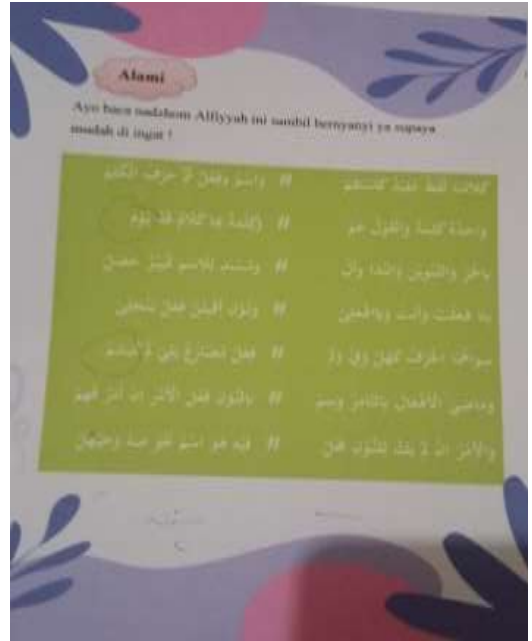 Alami
Ayo baca nadzhom Alfiyyah ini sambil bernyanyi ya supaya
mudah di ingat !
كلامنا لفظ مفيد كاستقم // واسم وفعل ثم حرف الكلم
واحده كلمة والقول عم // وكلمة بها كلام قد يؤم
بالجر والتنوين والندا وأل // ومسند للاسم تمييز حصل
بتا فعلت وأتت ويا افعلي // ونون أقبلن فعل ينجلي
سواهما الحرف كهل وفي ولم // فعل مضارع يلي لم كيشم
وماضي الأفعال بالتا مز وسم // بالنون فعل الأمر إن أمر فهم
والأمر إن لم يك للنون محل // فيه هو اسم نحو صه وحيهل